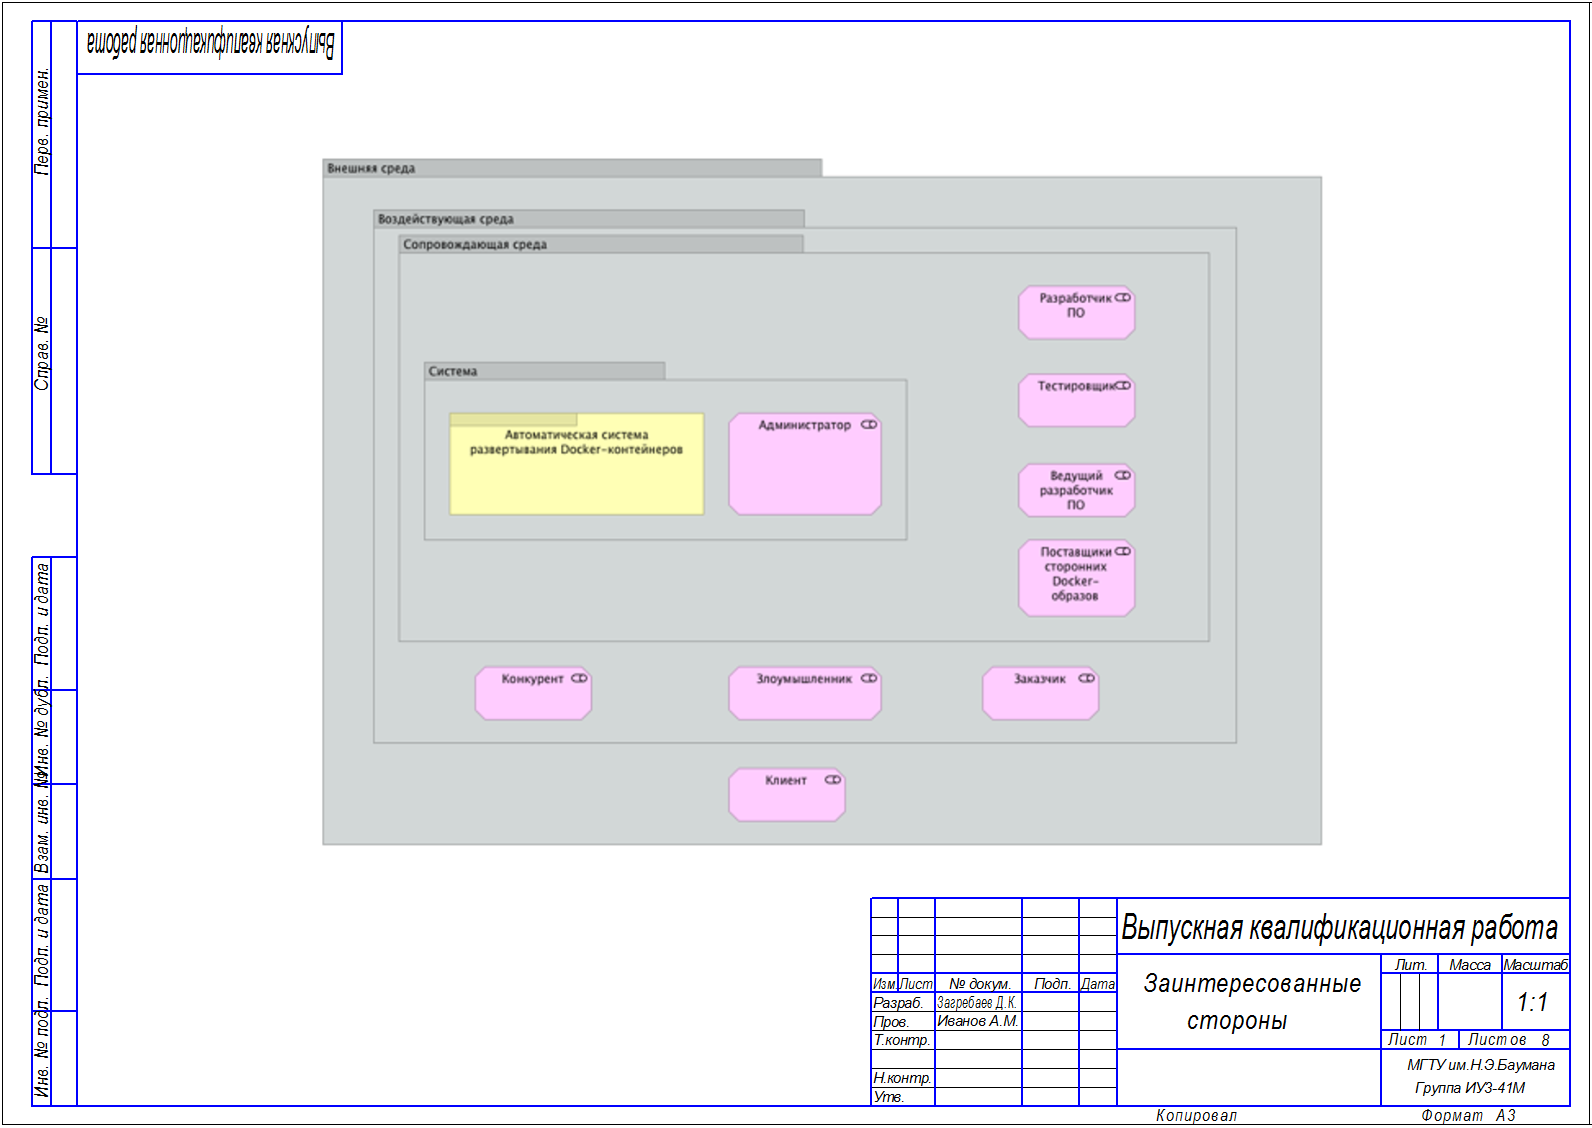 Выпускная квалификационная работа
Перв. примен.
Справ. №
Подп. и дата
Инв. № дубл.
Взам. инв. №
Подп. и дата
Инв. № подл.
Внешняя среда
Воздействующая среда
Сопровождающая среда
Разработчик
ПО
Тестировщик
Система
Автоматическая система
развертывания Docker-контейнеров
Администратор
Ведущий
разработчик
ПО
Поставщики
сторонних
Docker-
образов
Конкурент
Злоумышленник
Заказчик
Клиент
Выпускная квалификационная работа
Заинтересованные
стороны
Лит. Масса Масштаб
1:1
Изм. Лист № докум. Подп. Дата
Разраб. Загребаев Д.К.
Пров. Иванов А.М.
Т.контр.
Н.контр.
Утв.
Лист 1 Листов 8
МГТУ им.Н.Э.Баумана
Группа ИУ3-41М
Копировал Формат А3